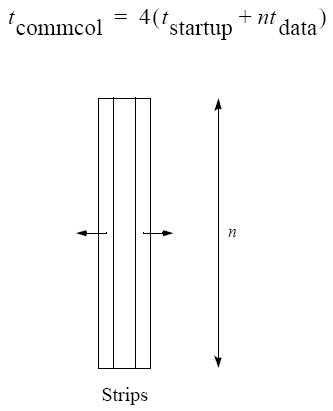 t_commcol = 4(t_startup + nt_data)
n
Strips